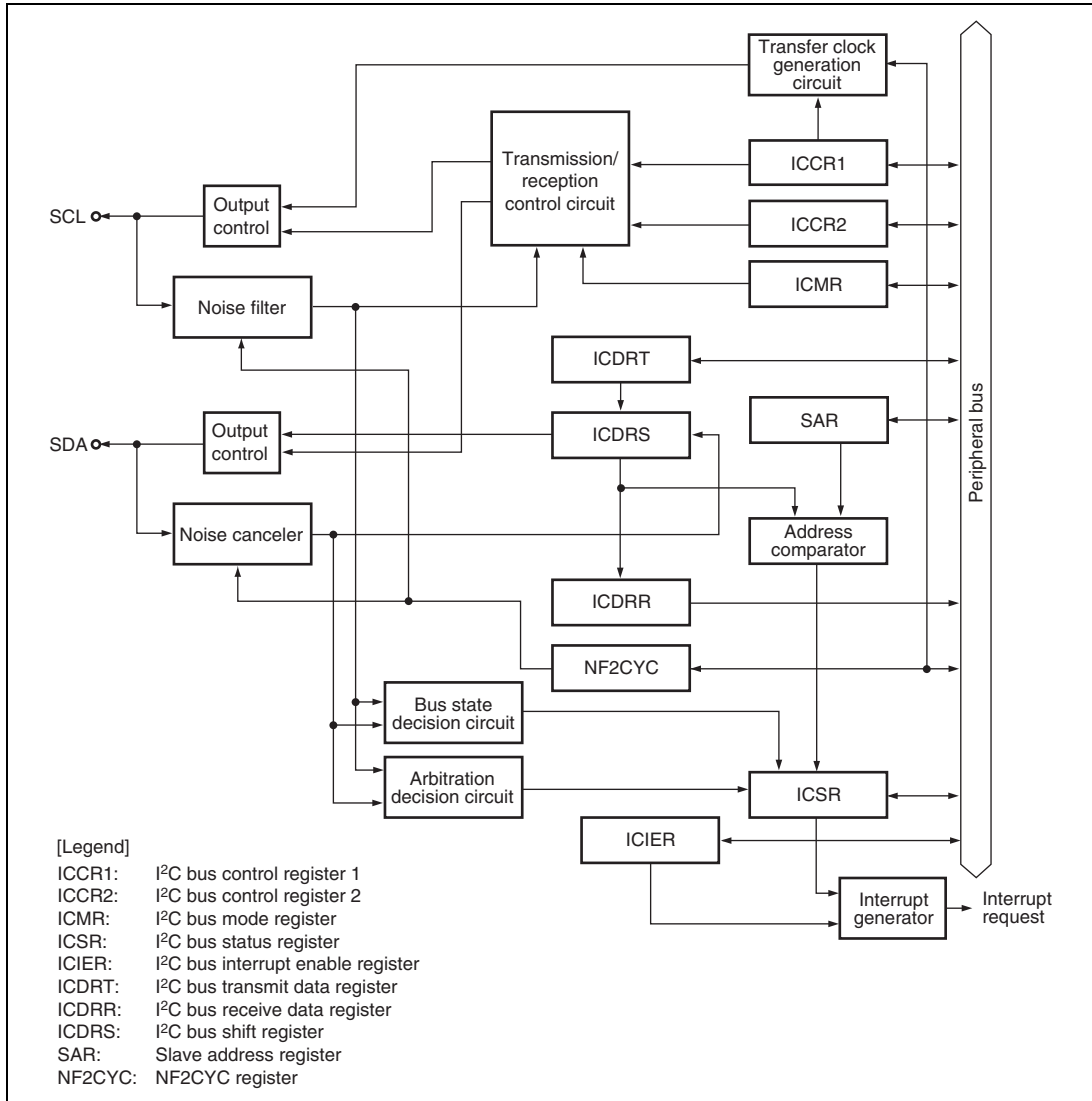 Transfer clock
generation
circuit
Transmission/
reception
control circuit
ICCR1
ICCR2
ICMR
SCL
Output
control
Noise filter
ICDRT
SAR
Peripheral bus
SDA
Output
control
ICDRS
Noise canceler
Address
comparator
ICDRR
NF2CYC
Bus state
decision circuit
Arbitration
decision circuit
ICSR
ICIER
Interrupt
generator
Interrupt
request
[Legend]
ICCR1: I²C bus control register 1
ICCR2: I²C bus control register 2
ICMR: I²C bus mode register
ICSR: I²C bus status register
ICIER: I²C bus interrupt enable register
ICDRT: I²C bus transmit data register
ICDRR: I²C bus receive data register
ICDRS: I²C bus shift register
SAR: Slave address register
NF2CYC: NF2CYC register